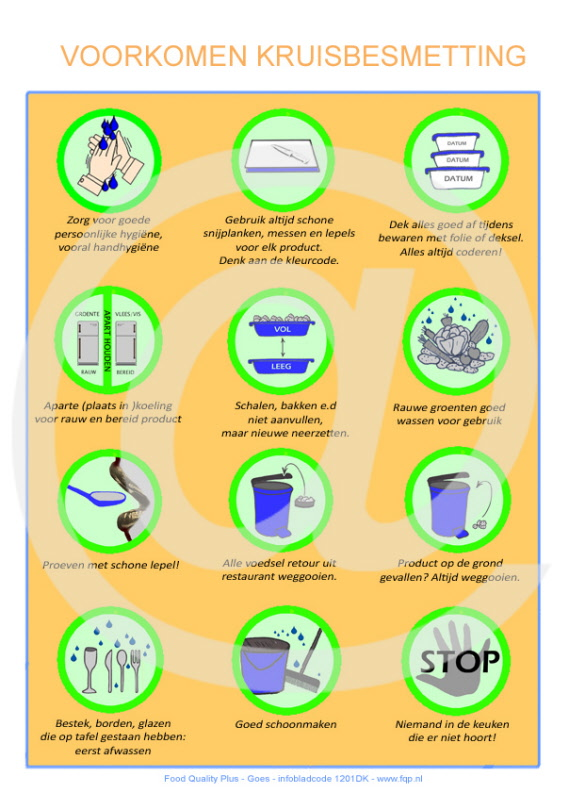 VOORKOMEN KRUISBESMETTING
Zorg voor goede
persoonlijke hygiëne,
vooral handhygiëne
Gebruik altijd schone
snijplanken, messen en lepels
voor elk product.
Denk aan de kleurcode.
DATUM
DATUM
DATUM
Dek alles goed af tijdens
bewaren met folie of deksel.
Alles altijd coderen!
GROENTE
VLEES/VIS
APART HOUDEN
RAUW
BEREID
Aparte (plaats in )koeling
voor rauw en bereid product
VOL
LEEG
Schalen, bakken e.d
niet aanvullen,
maar nieuwe neerzetten.
Rauwe groenten goed
wassen voor gebruik
Proeven met schone lepel!
Alle voedsel retour uit
restaurant weggooien.
Product op de grond
gevallen? Altijd weggooien.
Bestek, borden, glazen
die op tafel gestaan hebben:
eerst afwassen
Goed schoonmaken
STOP
Niemand in de keuken
die er niet hoort!
Food Quality Plus - Goes - infobladcode 1201DK - www.fqp.nl
@